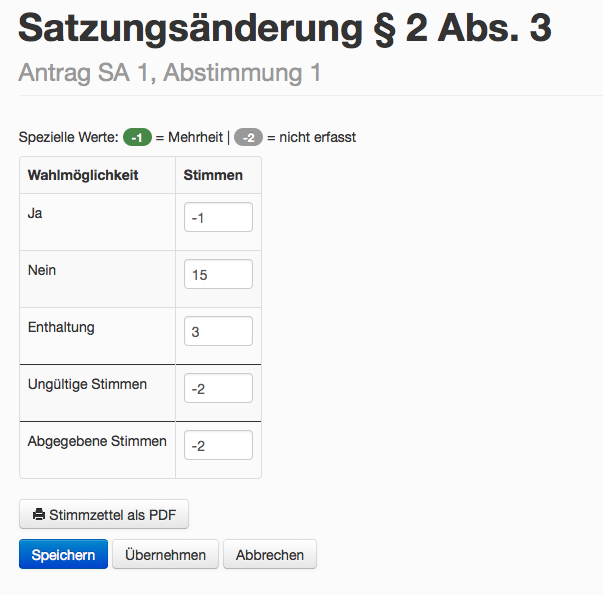 Satzungsänderung § 2 Abs. 3
Antrag SA 1, Abstimmung 1
Spezielle Werte: -1 = Mehrheit | -2 = nicht erfasst
Wahlmöglichkeit Stimmen
Ja -1
Nein 15
Enthaltung 3
Ungültige Stimmen -2
Abgegebene Stimmen -2
Stimmzettel als PDF
Speichern Übernehmen Abbrechen